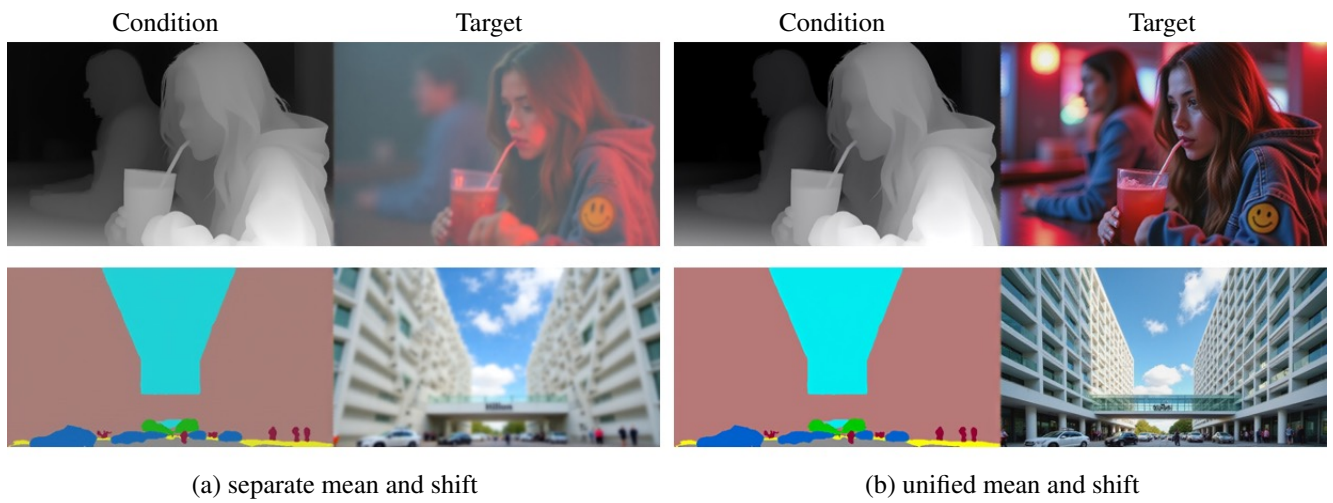 Condition Target Condition Target
(a) separate mean and shift (b) unified mean and shift